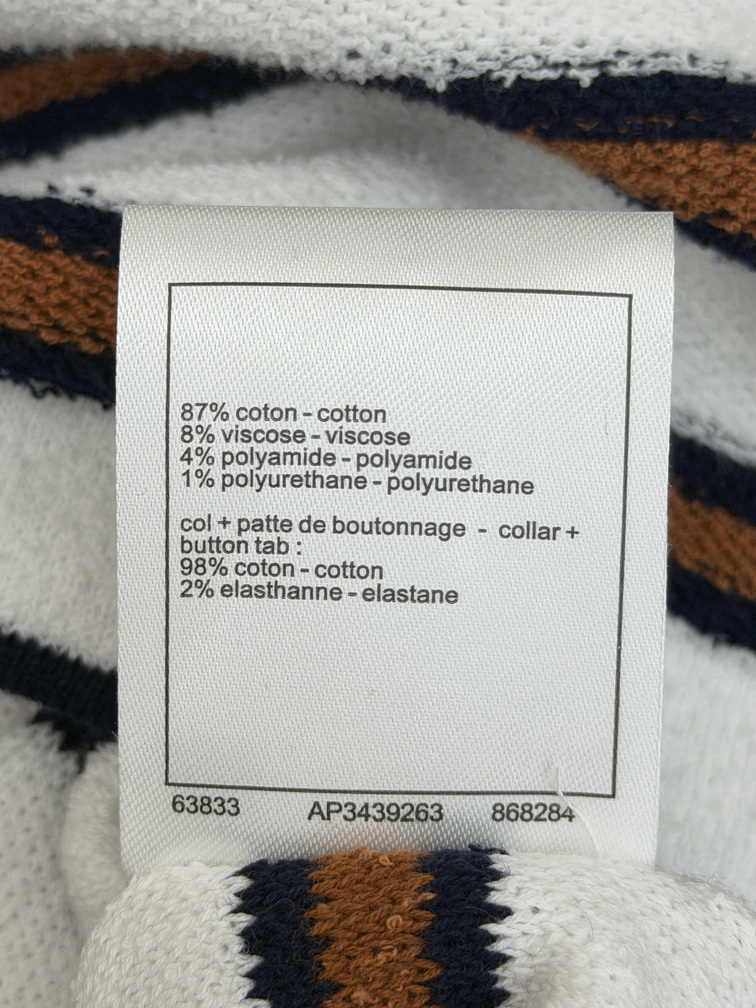 87% coton - cotton
8% viscose - viscose
4% polyamide - polyamide
1% polyurethane - polyurethane
col + patte de boutonnage - collar +
button tab :
98% coton - cotton
2% elasthanne - elastane
63833 AP3439263 868284